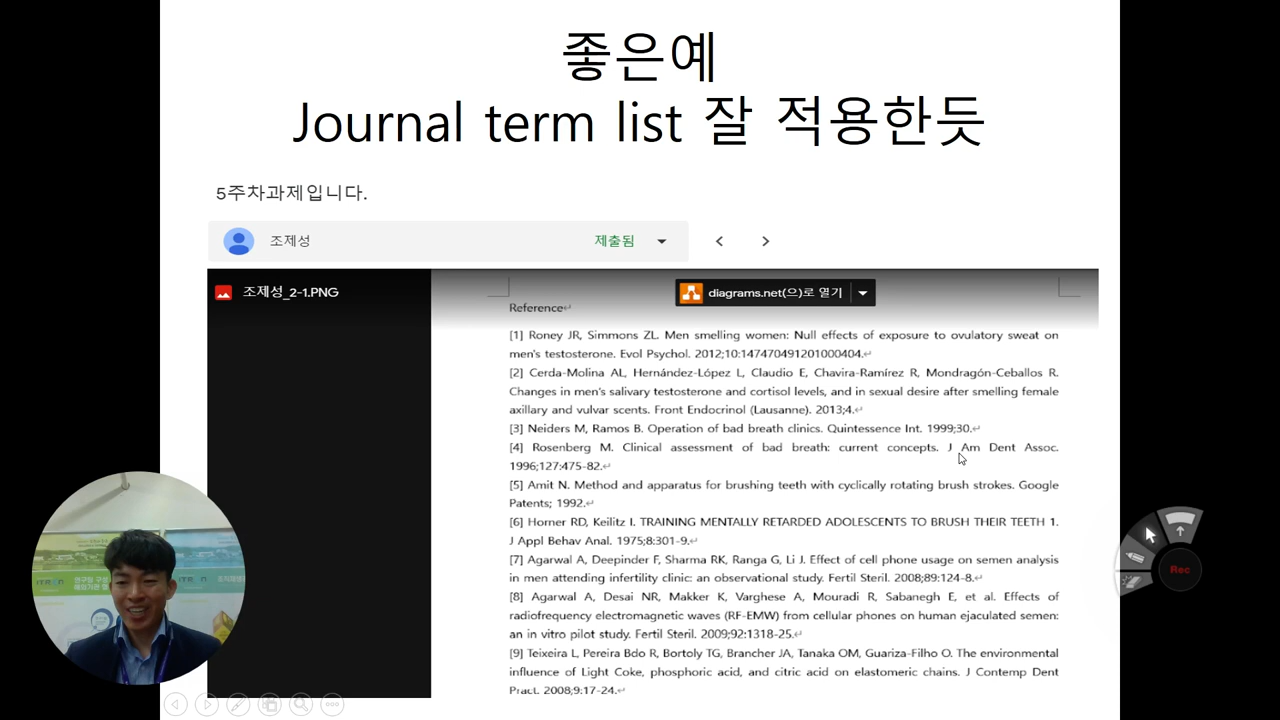 좋은예
Journal term list 잘 적용한듯
5주차과제입니다.
조제성
제출됨
조제성_2-1.PNG
diagrams.net(으)로 열기
Reference
[1] Roney JR, Simmons ZL. Men smelling women: Null effects of exposure to ovulatory sweat on
men's testosterone. Evol Psychol. 2012;10:147470491201000404.
[2] Cerda-Molina AL, Hernández-López L, Claudio E, Chavira-Ramírez R, Mondragón-Ceballos R.
Changes in men's salivary testosterone and cortisol levels, and in sexual desire after smelling female
axillary and vulvar scents. Front Endocrinol (Lausanne). 2013;4.
[3] Neiders M, Ramos B. Operation of bad breath clinics. Quintessence Int. 1999;30.
[4] Rosenberg M. Clinical assessment of bad breath: current concepts. J Am Dent Assoc.
1996;127:475-82.
[5] Amit N. Method and apparatus for brushing teeth with cyclically rotating brush strokes. Google
Patents; 1992.
[6] Horner RD, Keilitz I. TRAINING MENTALLY RETARDED ADOLESCENTS TO BRUSH THEIR TEETH 1.
J Appl Behav Anal. 1975;8:301-9.
[7] Agarwal A, Deepinder F, Sharma RK, Ranga G, Li J. Effect of cell phone usage on semen analysis
in men attending infertility clinic: an observational study. Fertil Steril. 2008;89:124-8.
[8] Agarwal A, Desai NR, Makker K, Varghese A, Mouradi R, Sabanegh E, et al. Effects of
radiofrequency electromagnetic waves (RF-EMW) from cellular phones on human ejaculated semen:
an in vitro pilot study. Fertil Steril. 2009;92:1318-25.
[9] Teixeira L, Pereira Bdo R, Bortoly TG, Brancher JA, Tanaka OM, Guariza-Filho O. The environmental
influence of Light Coke, phosphoric acid, and citric acid on elastomeric chains. J Contemp Dent
Pract. 2008;9:17-24.
Rec